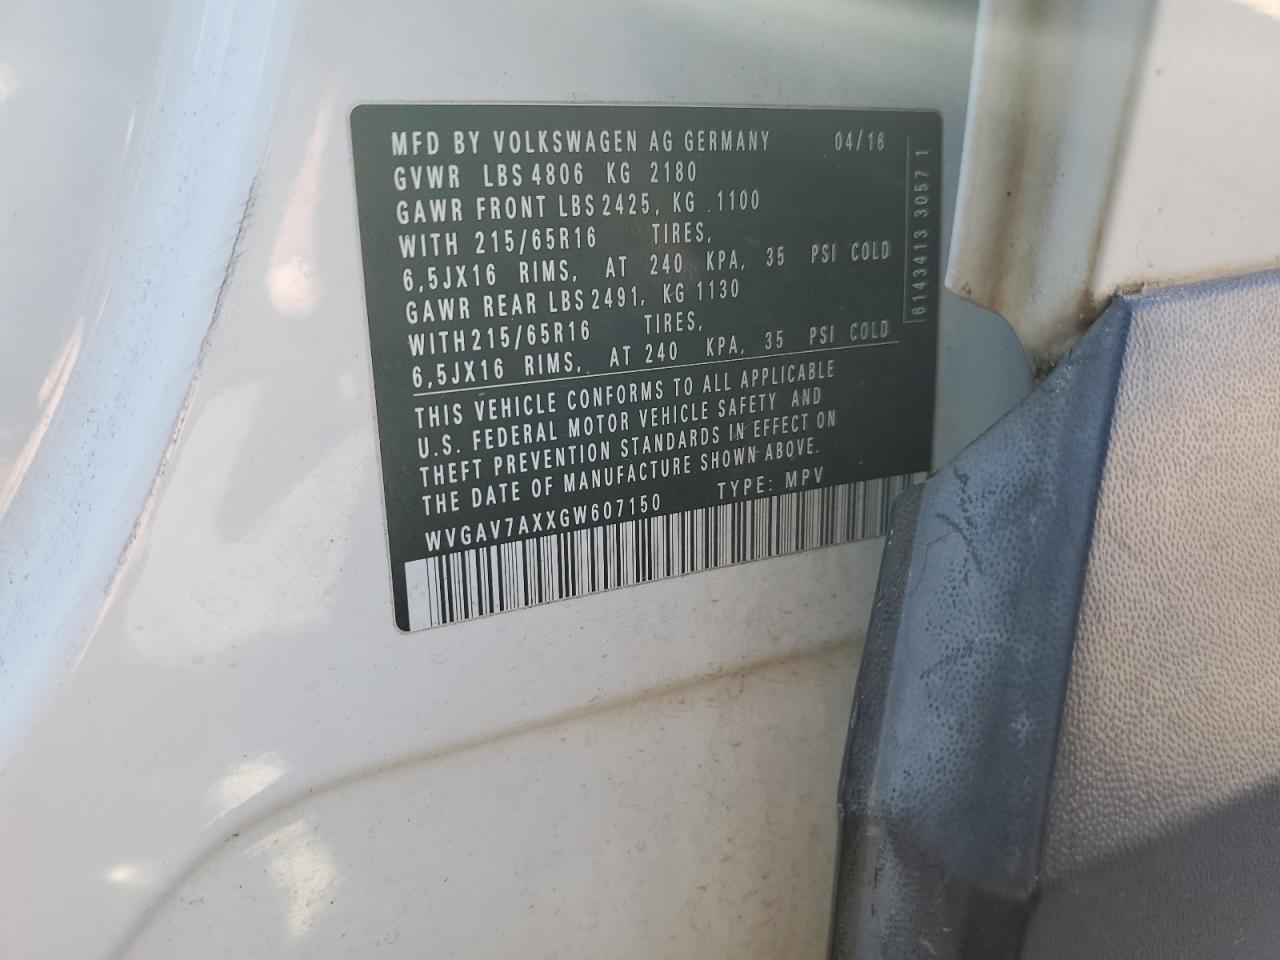 MFD BY VOLKSWAGEN AG GERMANY 04/16
GVWR LBS 4806 KG 2180
GAWR FRONT LBS 2425, KG .1100
WITH 215/65R16 TIRES,
6,5JX16 RIMS, AT 240 KPA, 35 PSI COLD
GAWR REAR LBS 2491, KG 1130
WITH 215/65R16 TIRES,
6,5JX16 RIMS, AT 240 KPA, 35 PSI COLD
THIS VEHICLE CONFORMS TO ALL APPLICABLE
U.S. FEDERAL MOTOR VEHICLE SAFETY AND
THEFT PREVENTION STANDARDS IN EFFECT ON
THE DATE OF MANUFACTURE SHOWN ABOVE.
WVGAV7AXXGW607150 TYPE: MPV
6143413 3057 1